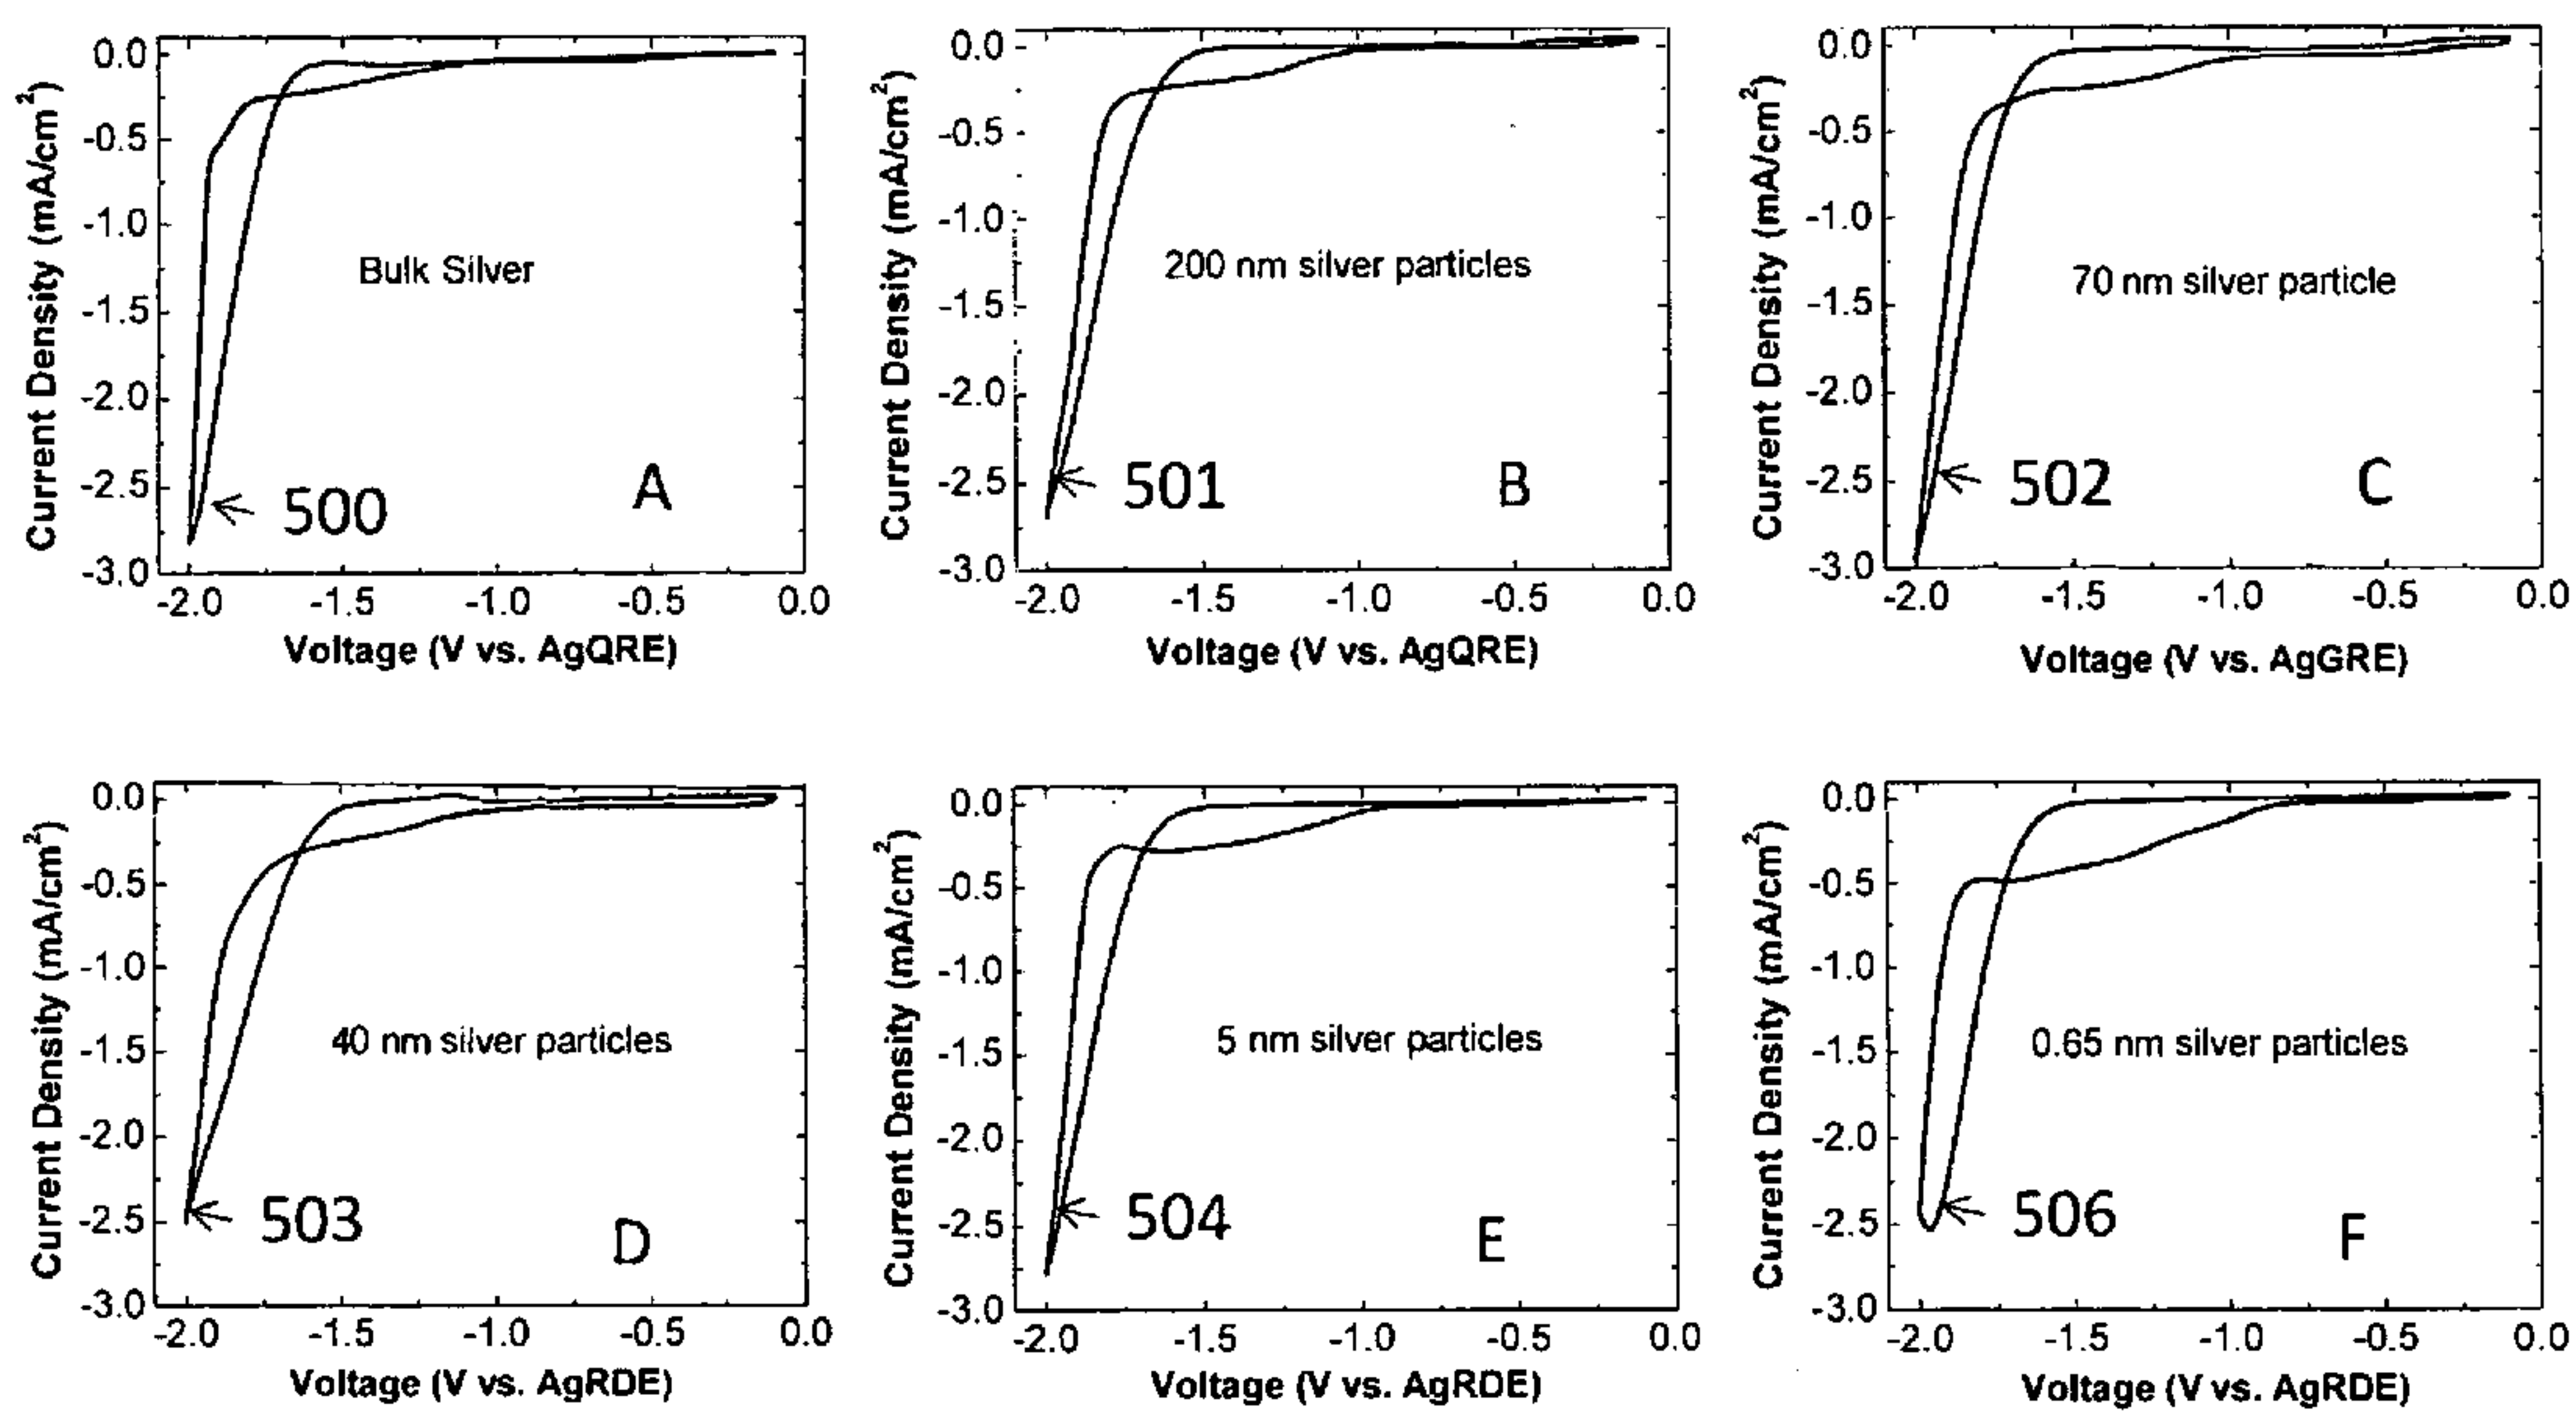 0.0
-0.5
-1.0
-1.5
-2.0
-2.5
-3.0
Current Density (mA/cm²)
Bulk Silver
500
A
-2.0 -1.5 -1.0 -0.5 0.0
Voltage (V vs. AgQRE)
0.0
-0.5
-1.0
-1.5
-2.0
-2.5
-3.0
Current Density (mA/cm²)
200 nm silver particles
501
B
-2.0 -1.5 -1.0 -0.5 0.0
Voltage (V vs. AgQRE)
0.0
-0.5
-1.0
-1.5
-2.0
-2.5
-3.0
Current Density (mA/cm²)
70 nm silver particle
502
C
-2.0 -1.5 -1.0 -0.5 0.0
Voltage (V vs. AgGRE)
0.0
-0.5
-1.0
-1.5
-2.0
-2.5
-3.0
Current Density (mA/cm²)
40 nm silver particles
503
D
-2.0 -1.5 -1.0 -0.5 0.0
Voltage (V vs. AgRDE)
0.0
-0.5
-1.0
-1.5
-2.0
-2.5
-3.0
Current Density (mA/cm²)
5 nm silver particles
504
E
-2.0 -1.5 -1.0 -0.5 0.0
Voltage (V vs. AgRDE)
0.0
-0.5
-1.0
-1.5
-2.0
-2.5
-3.0
Current Density (mA/cm²)
0.65 nm silver particles
506
F
-2.0 -1.5 -1.0 -0.5 0.0
Voltage (V vs. AgRDE)